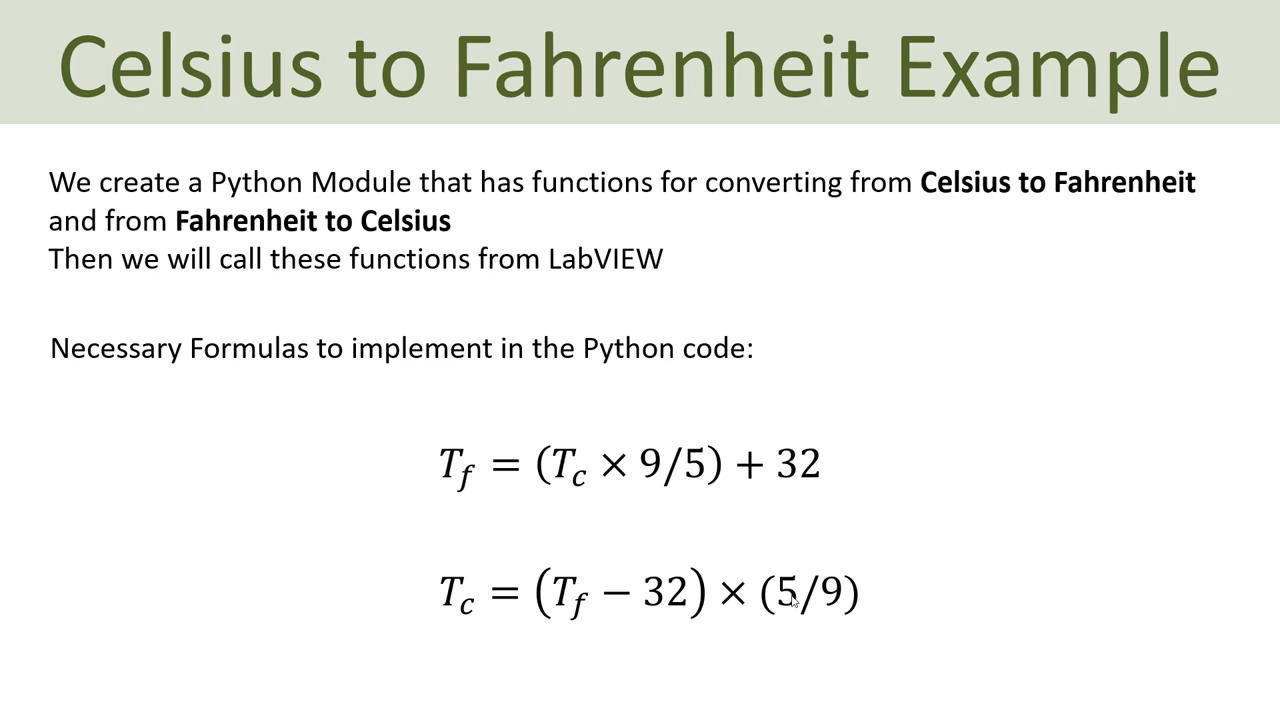 Celsius to Fahrenheit Example
We create a Python Module that has functions for converting from Celsius to Fahrenheit
and from Fahrenheit to Celsius
Then we will call these functions from LabVIEW
Necessary Formulas to implement in the Python code:
T_f = (T_c × 9/5) + 32
T_c = (T_f − 32) × (5/9)